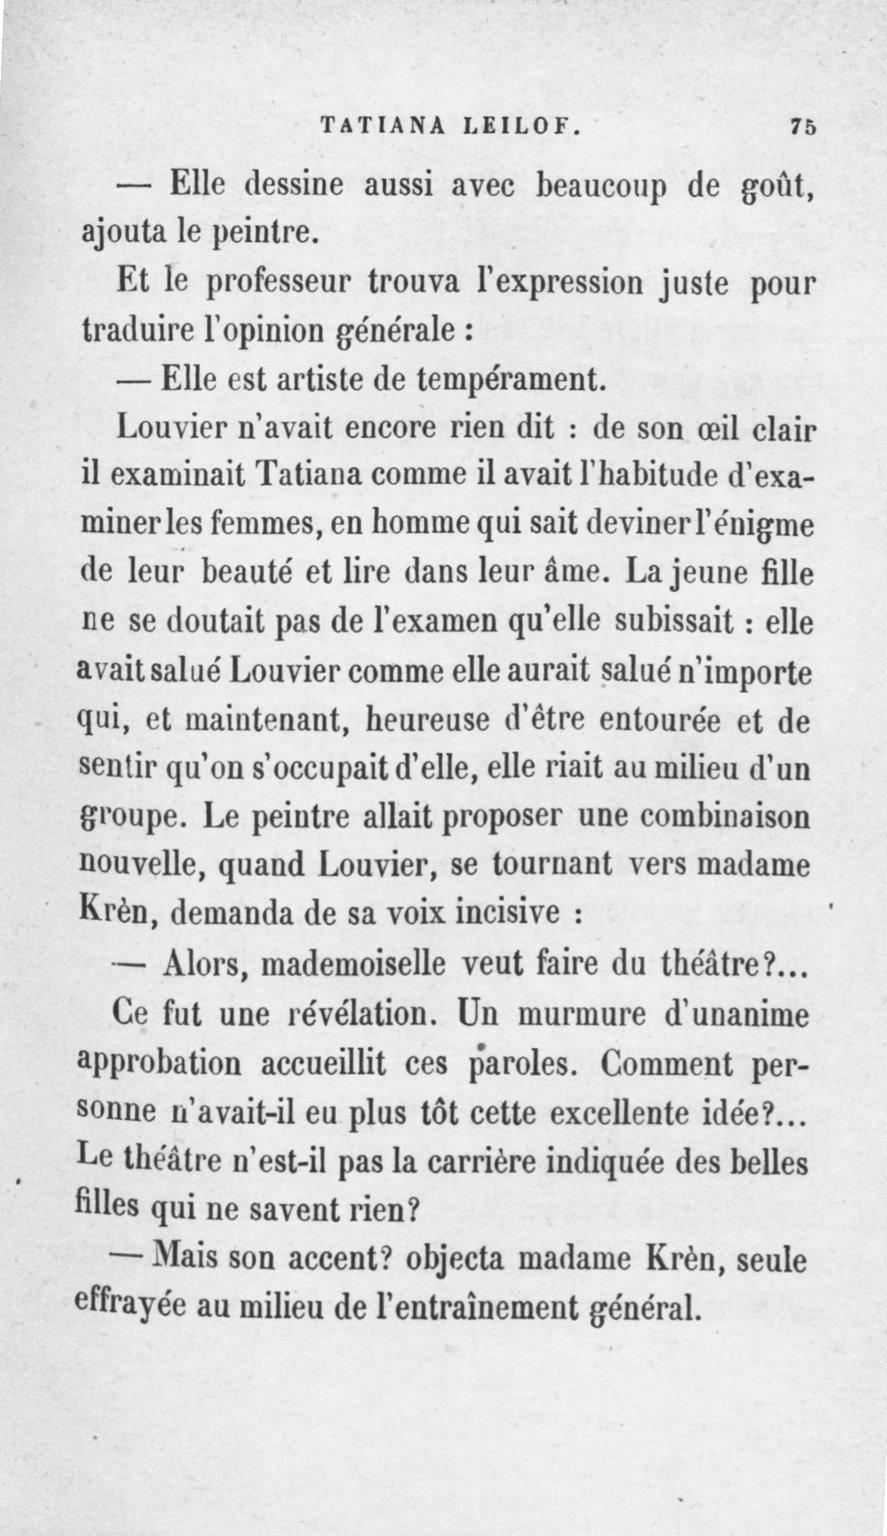 TATIANA LEILOF. 75
— Elle dessine aussi avec beaucoup de goût,
ajouta le peintre.
Et le professeur trouva l'expression juste pour
traduire l'opinion générale :
— Elle est artiste de tempérament.
Louvier n'avait encore rien dit : de son œil clair
il examinait Tatiana comme il avait l'habitude d'exa-
miner les femmes, en homme qui sait deviner l'énigme
de leur beauté et lire dans leur âme. La jeune fille
ne se doutait pas de l'examen qu'elle subissait : elle
avait salué Louvier comme elle aurait salué n'importe
qui, et maintenant, heureuse d'être entourée et de
sentir qu'on s'occupait d'elle, elle riait au milieu d'un
groupe. Le peintre allait proposer une combinaison
nouvelle, quand Louvier, se tournant vers madame
Krèn, demanda de sa voix incisive :
— Alors, mademoiselle veut faire du théâtre?...
Ce fut une révélation. Un murmure d'unanime
approbation accueillit ces paroles. Comment per-
sonne n'avait-il eu plus tôt cette excellente idée?...
Le théâtre n'est-il pas la carrière indiquée des belles
filles qui ne savent rien?
— Mais son accent? objecta madame Krèn, seule
effrayée au milieu de l'entraînement général.